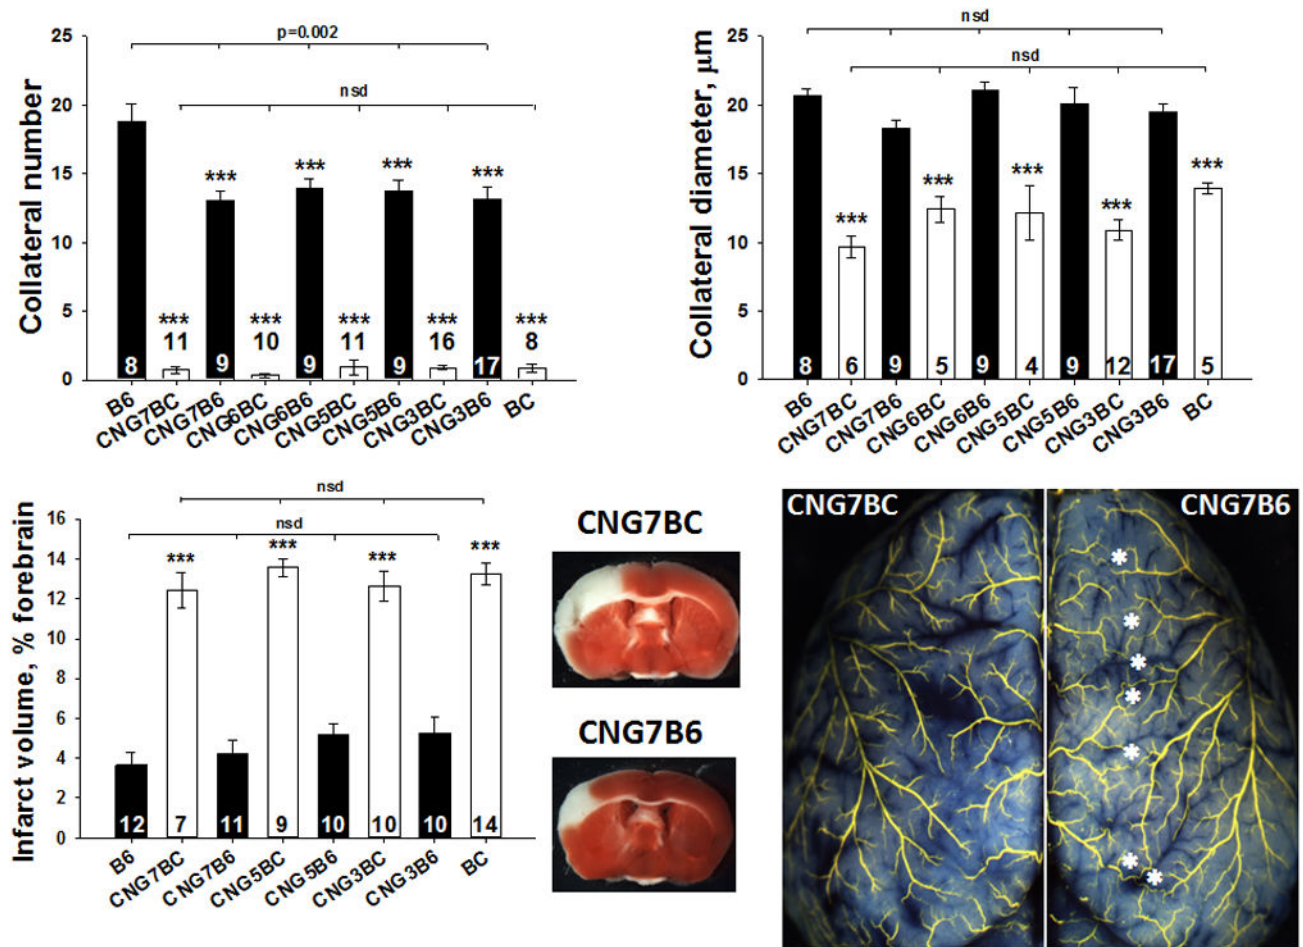 Collateral number
25
20
15
10
5
0
p=0.002
nsd
***
***
***
***
***
***
***
***
***
8
11
9
10
9
11
9
16
17
8
B6
CNG7BC
CNG7B6
CNG6BC
CNG6B6
CNG5BC
CNG5B6
CNG3BC
CNG3B6
BC
Collateral diameter, μm
25
20
15
10
5
0
nsd
nsd
***
***
***
***
***
8
6
9
5
9
4
9
12
17
5
B6
CNG7BC
CNG7B6
CNG6BC
CNG6B6
CNG5BC
CNG5B6
CNG3BC
CNG3B6
BC
Infarct volume, % forebrain
16
14
12
10
8
6
4
2
0
nsd
nsd
***
***
***
***
12
7
11
9
10
10
10
14
B6
CNG7BC
CNG7B6
CNG5BC
CNG5B6
CNG3BC
CNG3B6
BC
CNG7BC
CNG7B6
CNG7BC
CNG7B6